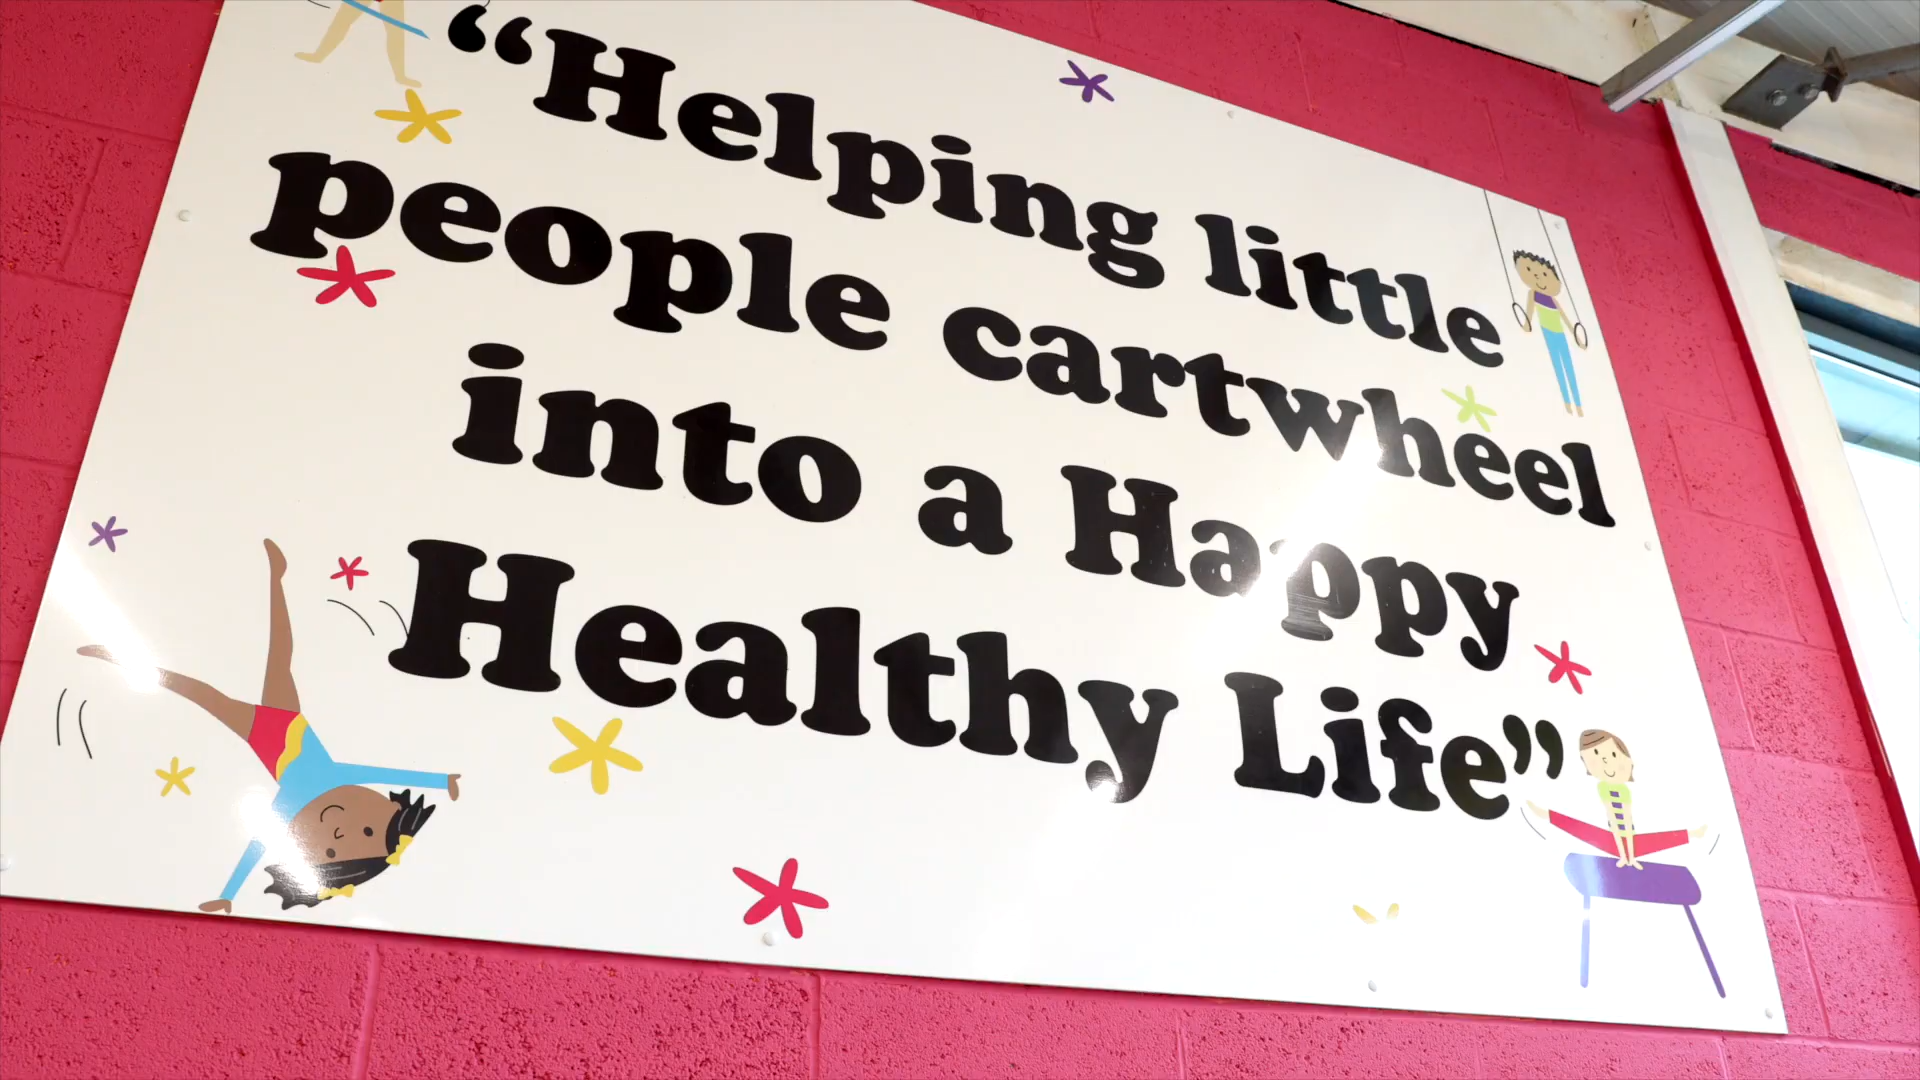 “Helping little
people cartwheel
into a Happy
Healthy Life”